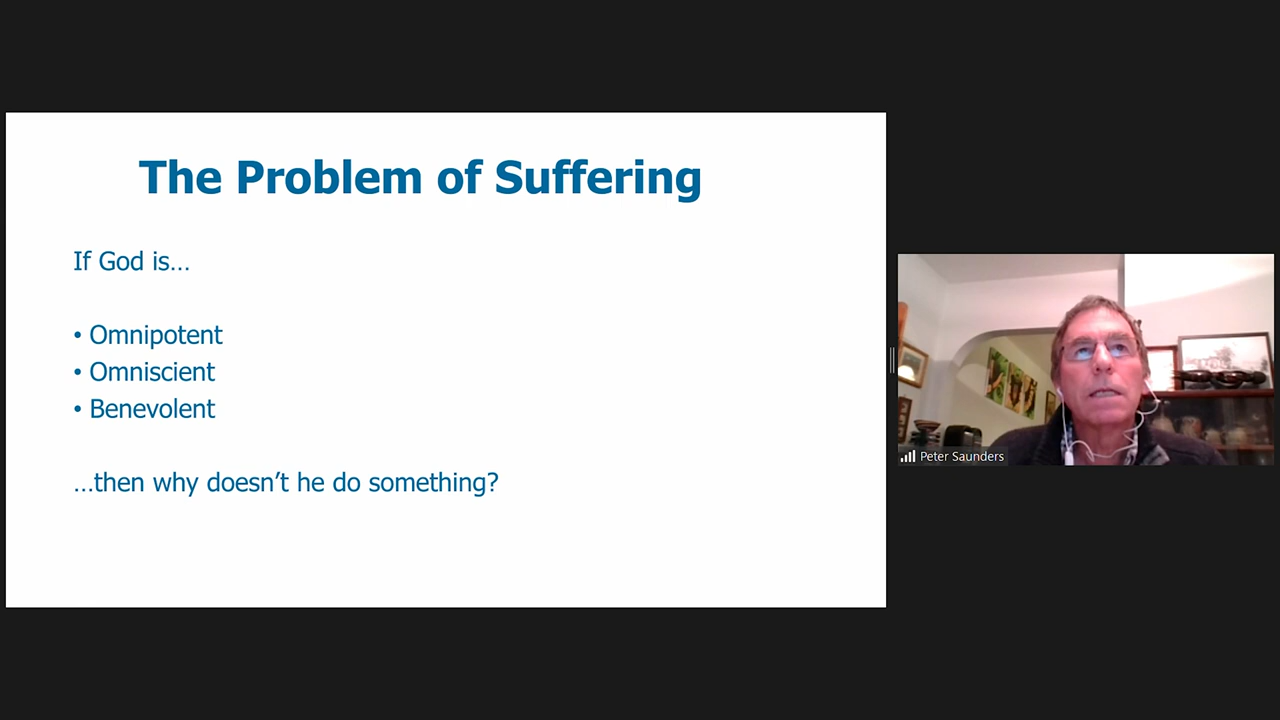 The Problem of Suffering
If God is…
• Omnipotent
• Omniscient
• Benevolent
…then why doesn’t he do something?
Peter Saunders